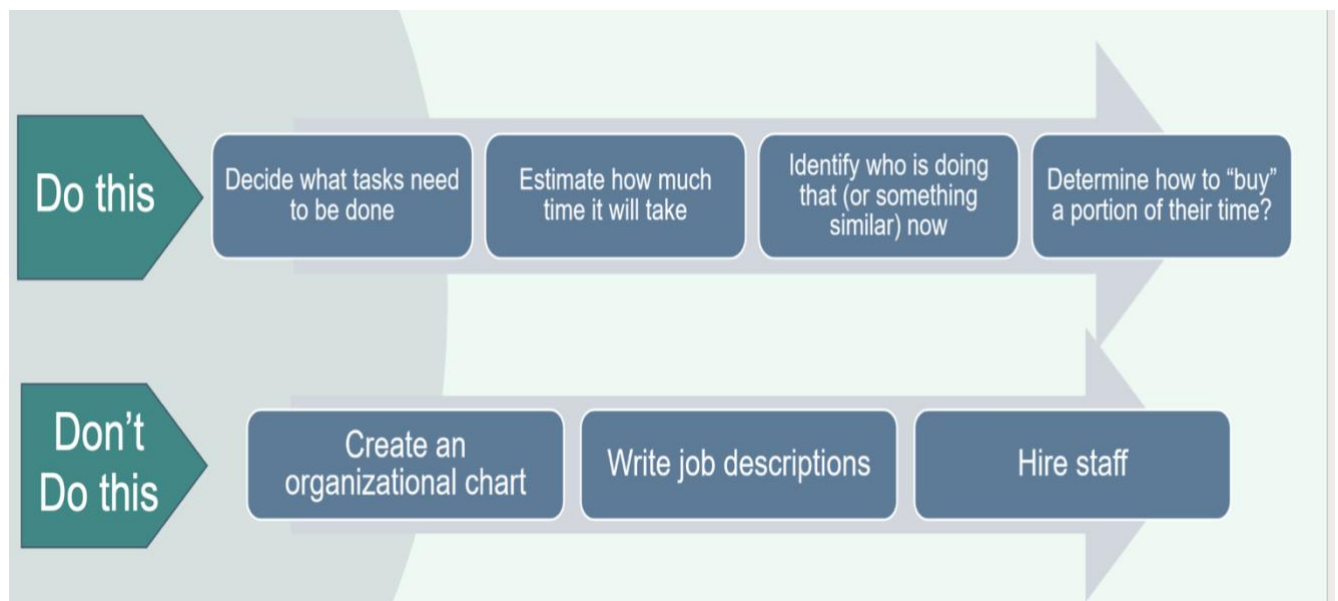 Do this
Decide what tasks need
to be done
Estimate how much
time it will take
Identify who is doing
that (or something
similar) now
Determine how to “buy”
a portion of their time?
Don’t
Do this
Create an
organizational chart
Write job descriptions
Hire staff